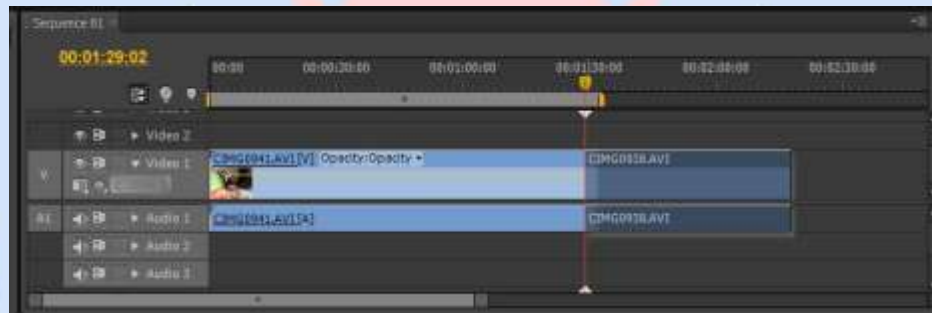 Sequence 01
00:01:29:02
00:00 00:00:30:00 00:01:00:00 00:01:30:00 00:02:00:00 00:02:30:00
Video 2
V Video 1 CIMG0941.AVI [V] Opacity:Opacity CIMG0938.AVI
A1 Audio 1 CIMG0941.AVI [A] CIMG0938.AVI
Audio 2
Audio 3